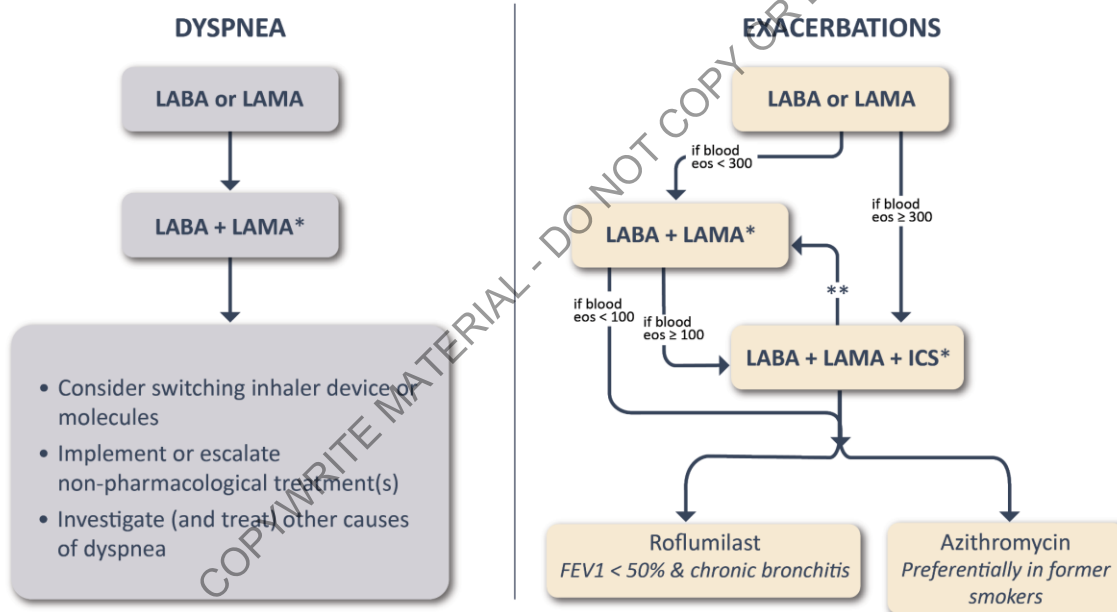 DYSPNEA
LABA or LAMA
LABA + LAMA*
• Consider switching inhaler device or
molecules
• Implement or escalate
non-pharmacological treatment(s)
• Investigate (and treat) other causes
of dyspnea
EXACERBATIONS
LABA or LAMA
if blood
eos < 300
if blood
eos ≥ 300
LABA + LAMA*
**
if blood
eos < 100
if blood
eos ≥ 100
LABA + LAMA + ICS*
Roflumilast
FEV1 < 50% & chronic bronchitis
Azithromycin
Preferentially in former
smokers
COPYWRITE MATERIAL - DO NOT COPY OR